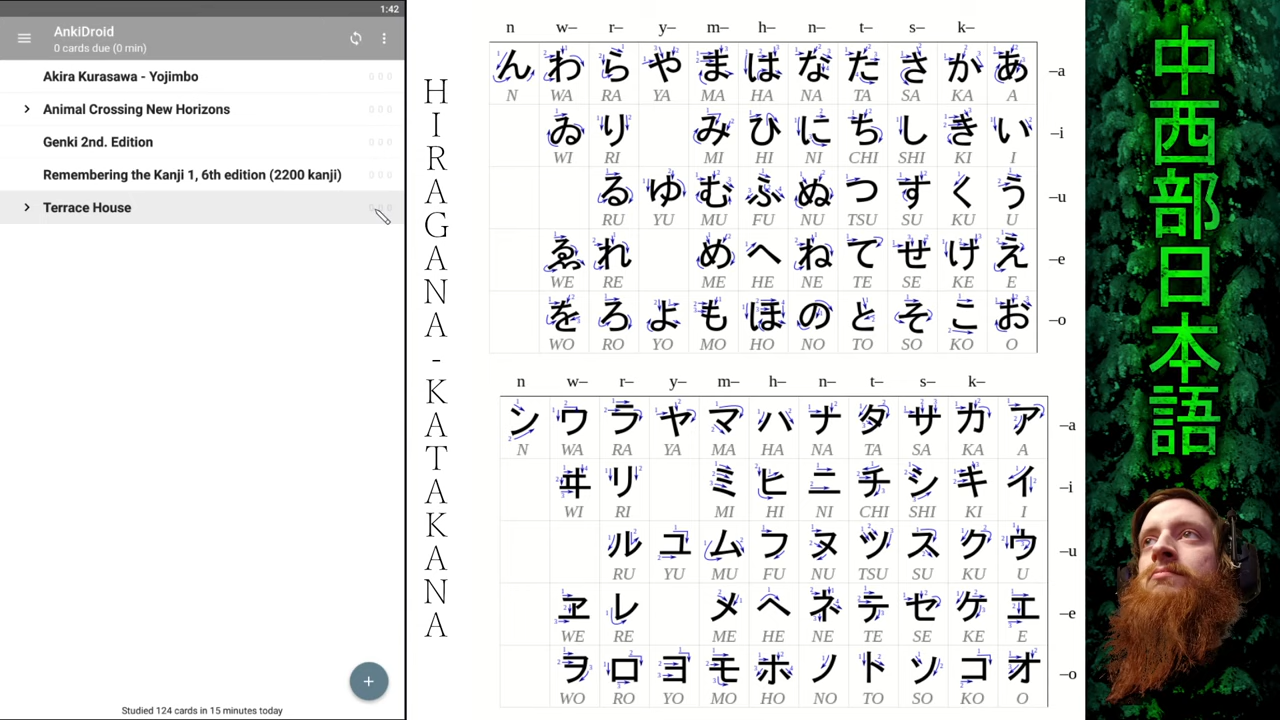 1:42
AnkiDroid
0 cards due (0 min)
Akira Kurasawa - Yojimbo
Animal Crossing New Horizons
Genki 2nd. Edition
Remembering the Kanji 1, 6th edition (2200 kanji)
Terrace House
Studied 124 cards in 15 minutes today
HIRAGANA - KATAKANA
n w– r– y– m– h– n– t– s– k–
ん わ ら や ま は な た さ か あ –a
N WA RA YA MA HA NA TA SA KA A
ゐ り み ひ に ち し き い –i
WI RI MI HI NI CHI SHI KI I
る ゆ む ふ ぬ つ す く う –u
RU YU MU FU NU TSU SU KU U
ゑ れ め へ ね て せ け え –e
WE RE ME HE NE TE SE KE E
を ろ よ も ほ の と そ こ お –o
WO RO YO MO HO NO TO SO KO O
n w– r– y– m– h– n– t– s– k–
ン ワ ラ ヤ マ ハ ナ タ サ カ ア –a
N WA RA YA MA HA NA TA SA KA A
ヰ リ ミ ヒ ニ チ シ キ イ –i
WI RI MI HI NI CHI SHI KI I
ル ユ ム フ ヌ ツ ス ク ウ –u
RU YU MU FU NU TSU SU KU U
ヱ レ メ ヘ ネ テ セ ケ エ –e
WE RE ME HE NE TE SE KE E
ヲ ロ ヨ モ ホ ノ ト ソ コ オ –o
WO RO YO MO HO NO TO SO KO O
中西部日本語